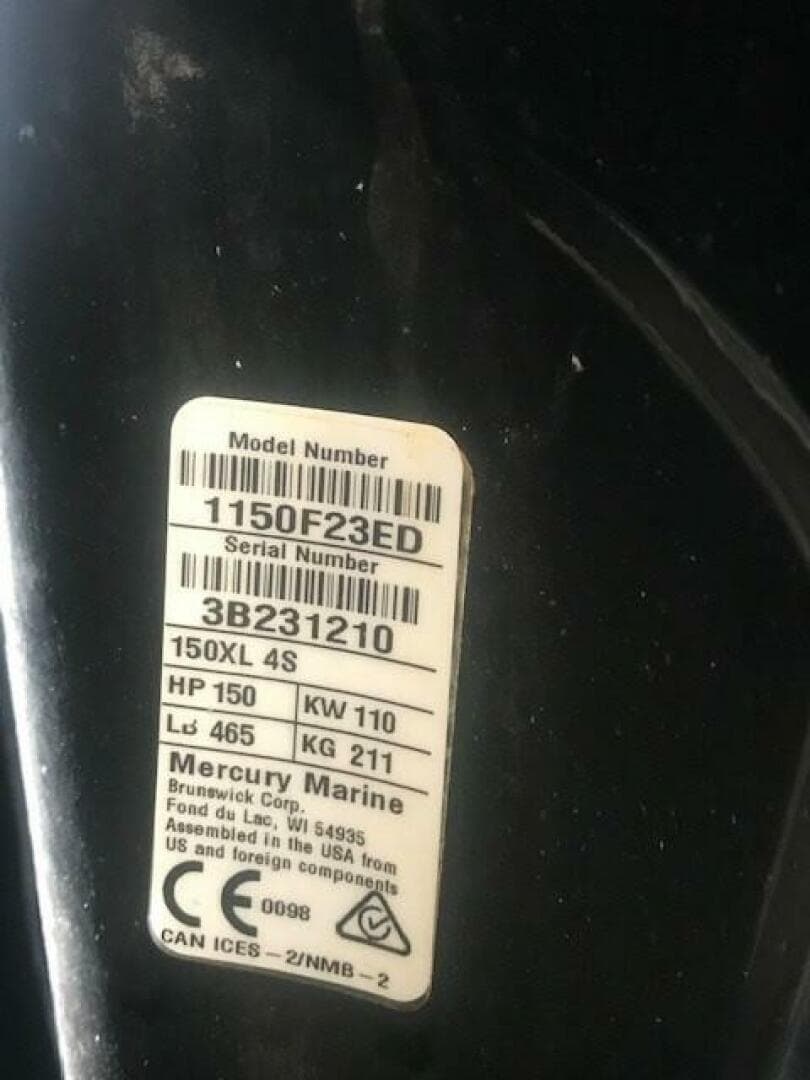 Model Number
1150F23ED
Serial Number
3B231210
150XL 4S
HP 150 KW 110
LB 465 KG 211
Mercury Marine
Brunswick Corp.
Fond du Lac, WI 54935
Assembled in the USA from
US and foreign components
CE 0098
CAN ICES-2/NMB-2